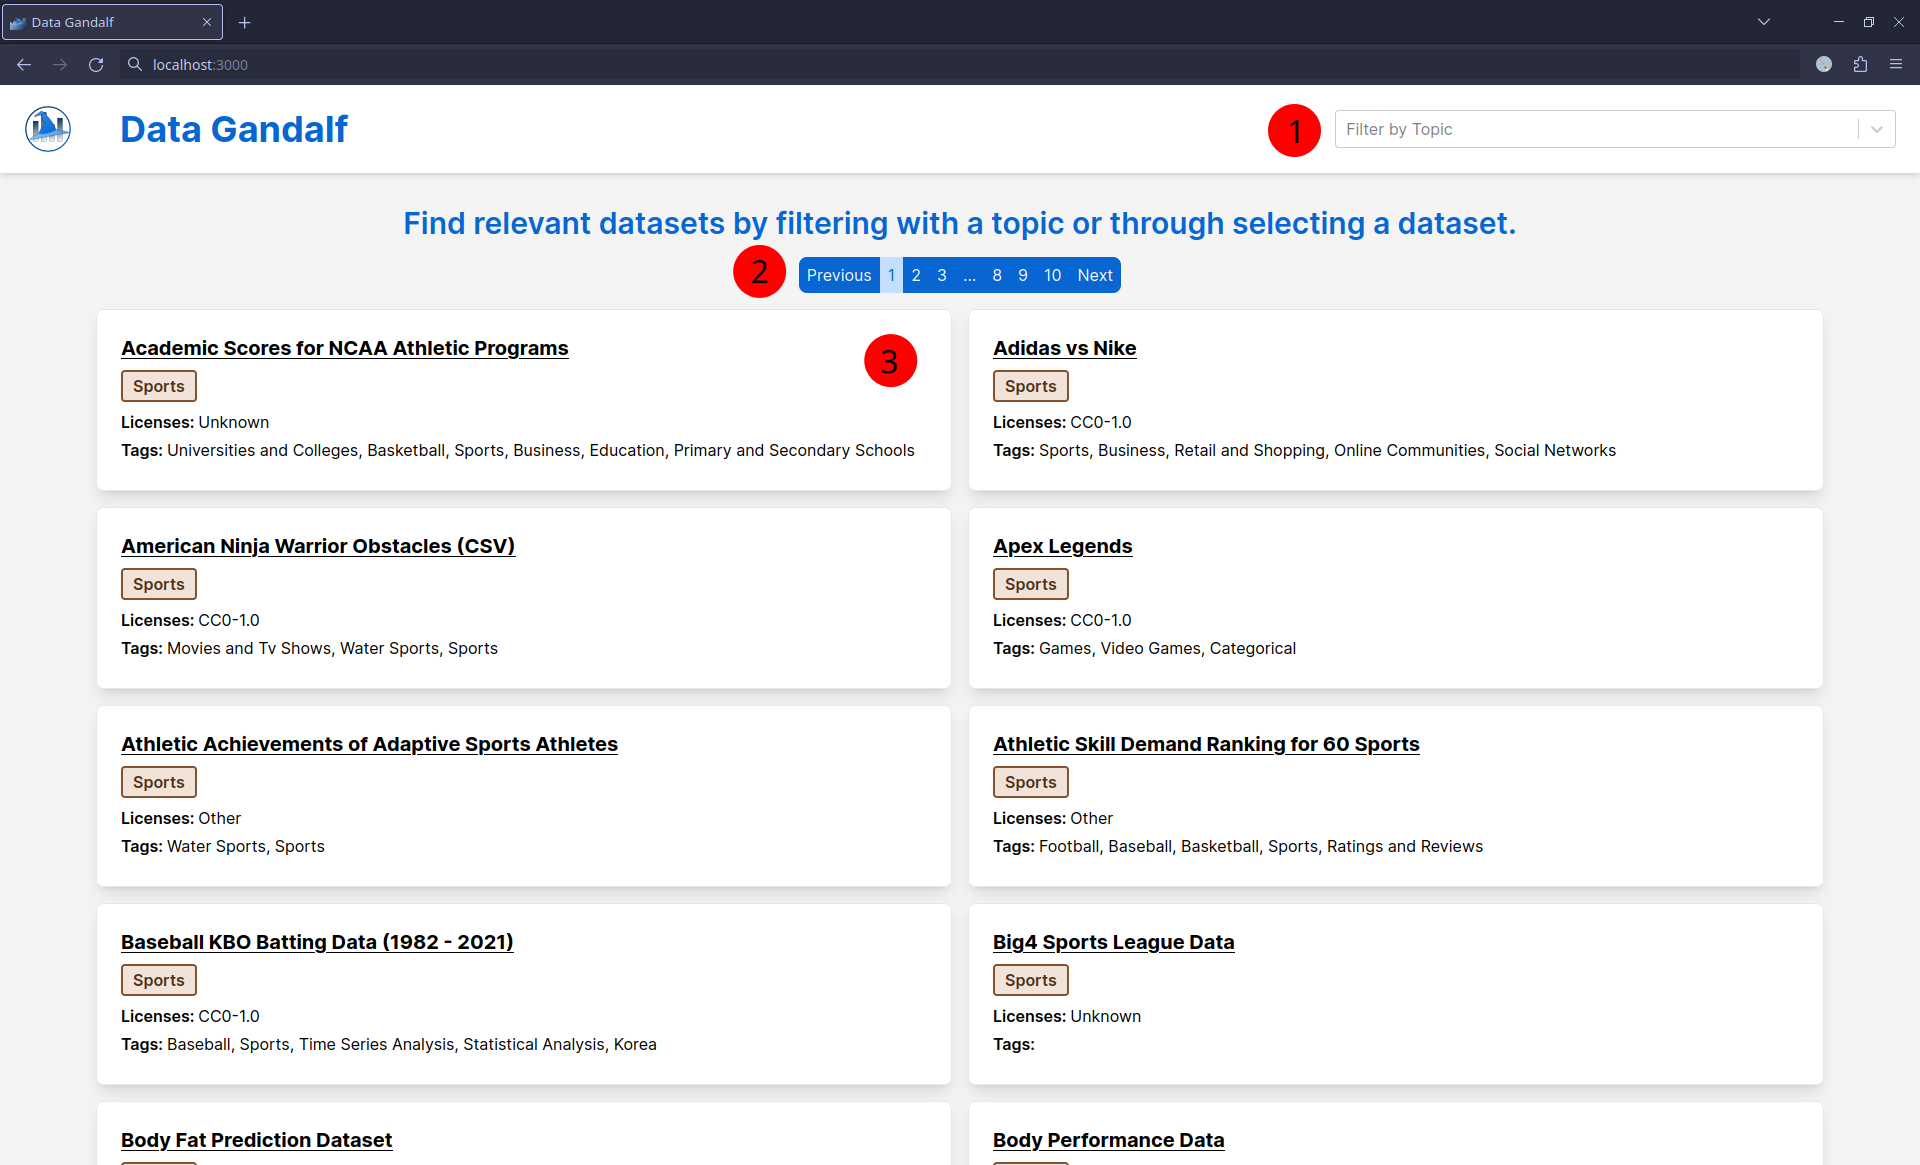 Data Gandalf
localhost:3000
Data Gandalf
1
Filter by Topic
Find relevant datasets by filtering with a topic or through selecting a dataset.
2
Previous 1 2 3 ... 8 9 10 Next
Academic Scores for NCAA Athletic Programs
3
Sports
Licenses: Unknown
Tags: Universities and Colleges, Basketball, Sports, Business, Education, Primary and Secondary Schools
Adidas vs Nike
Sports
Licenses: CC0-1.0
Tags: Sports, Business, Retail and Shopping, Online Communities, Social Networks
American Ninja Warrior Obstacles (CSV)
Sports
Licenses: CC0-1.0
Tags: Movies and Tv Shows, Water Sports, Sports
Apex Legends
Sports
Licenses: CC0-1.0
Tags: Games, Video Games, Categorical
Athletic Achievements of Adaptive Sports Athletes
Sports
Licenses: Other
Tags: Water Sports, Sports
Athletic Skill Demand Ranking for 60 Sports
Sports
Licenses: Other
Tags: Football, Baseball, Basketball, Sports, Ratings and Reviews
Baseball KBO Batting Data (1982 - 2021)
Sports
Licenses: CC0-1.0
Tags: Baseball, Sports, Time Series Analysis, Statistical Analysis, Korea
Big4 Sports League Data
Sports
Licenses: Unknown
Tags:
Body Fat Prediction Dataset
Body Performance Data